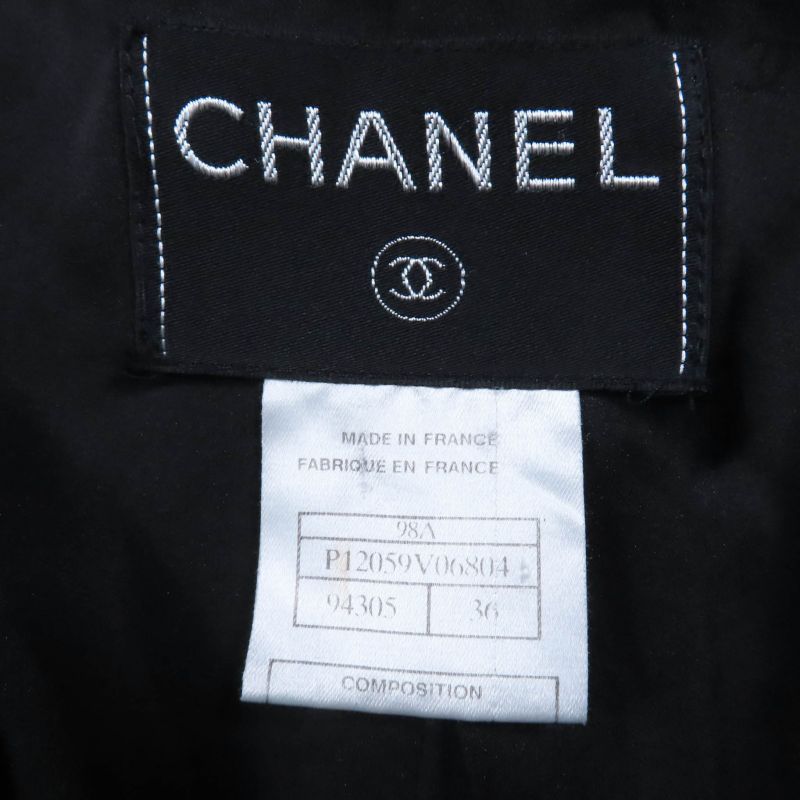 CHANEL
MADE IN FRANCE
FABRIQUE EN FRANCE
98A
P12059V06804
94305 36
COMPOSITION